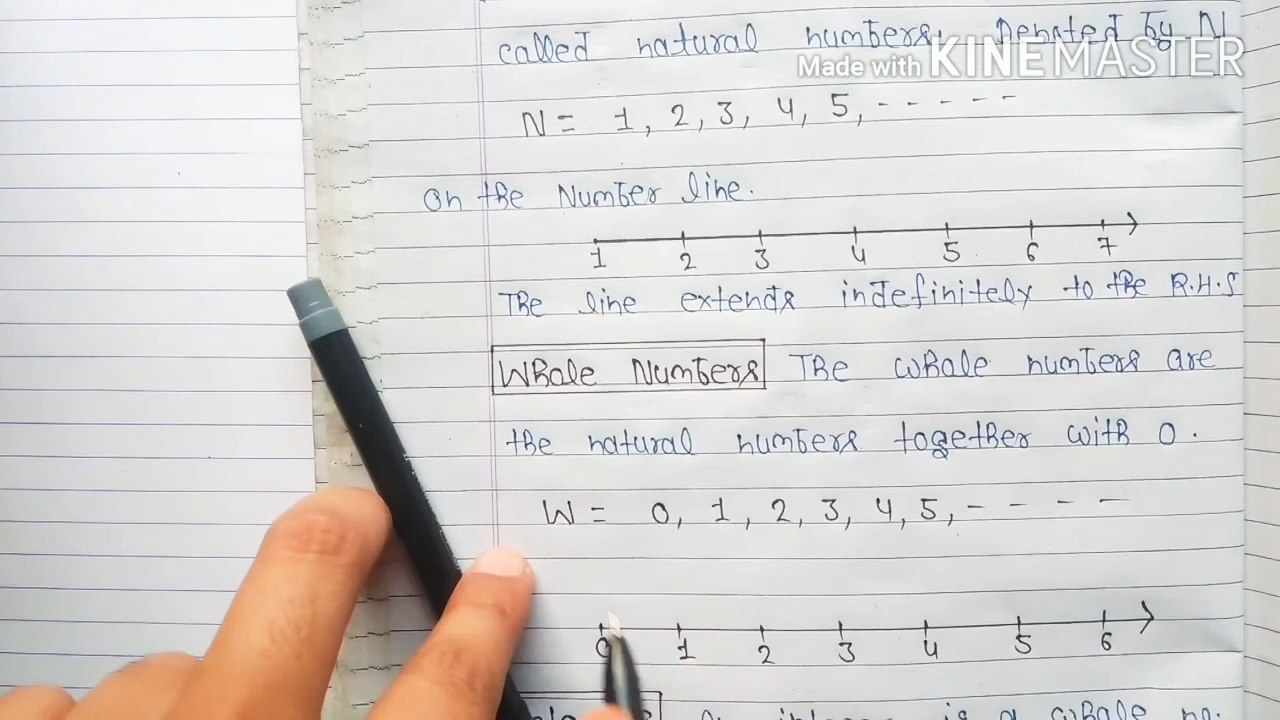 called natural numbers. Denoted by N
Made with KINEMASTER
N = 1, 2, 3, 4, 5, - - - - -
On the Number line.
1 2 3 4 5 6 7
The line extends indefinitely to the R.H.S
Whole Numbers The whole numbers are
the natural numbers together with 0.
W = 0, 1, 2, 3, 4, 5, - - - -
0 1 2 3 4 5 6
integer is a whole no.